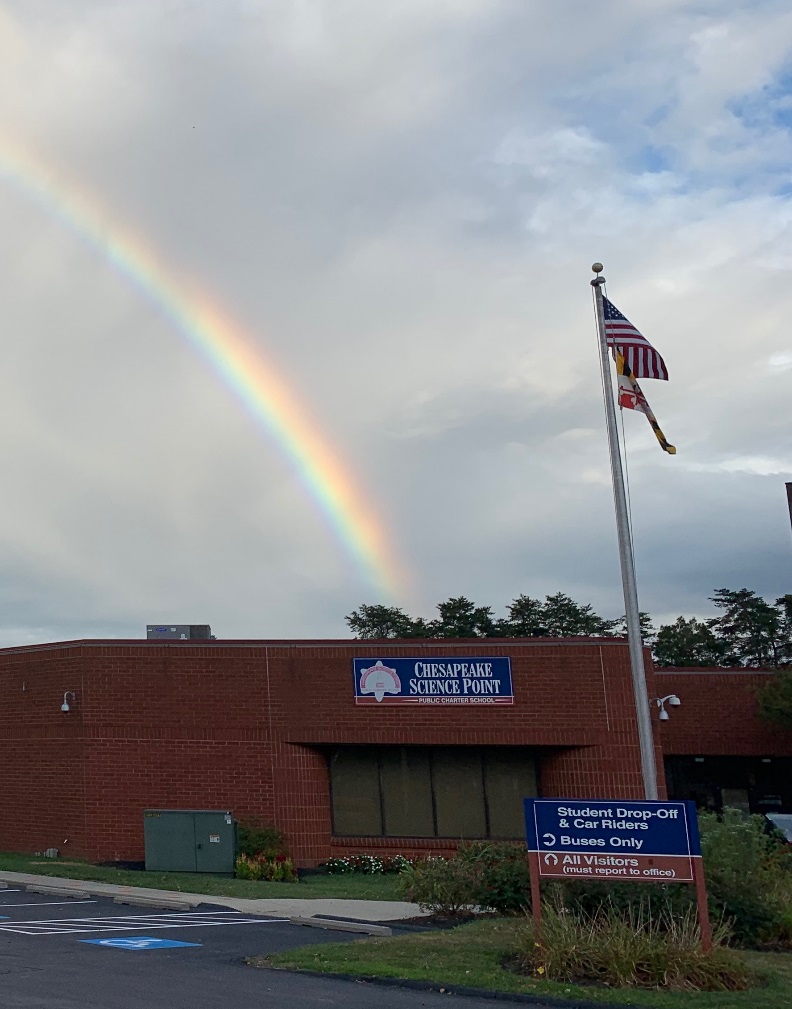 CHESAPEAKE
SCIENCE POINT
PUBLIC CHARTER SCHOOL
Student Drop-Off
& Car Riders
Buses Only
All Visitors
(must report to office)